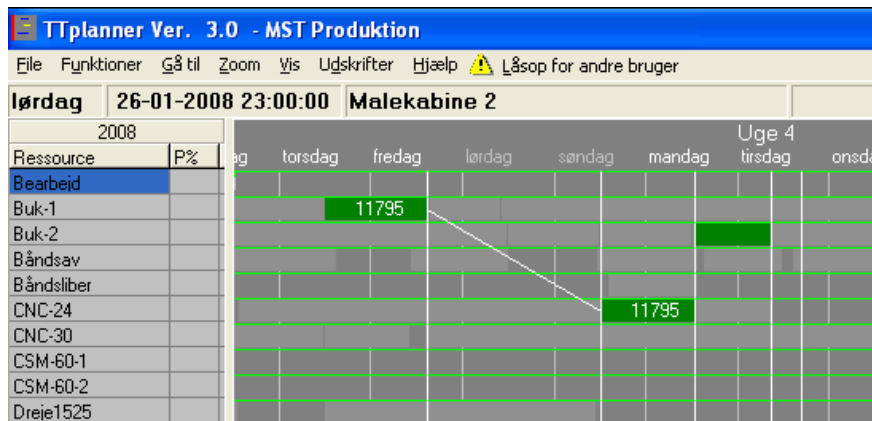 TTplanner Ver. 3.0 - MST Produktion
File Funktioner Gå til Zoom Vis Udskrifter Hjælp Låsop for andre bruger
lørdag 26-01-2008 23:00:00 Malekabine 2
2008 Uge 4
Ressource P% ag torsdag fredag lørdag søndag mandag tirsdag onsda
Bearbejd
Buk-1 11795
Buk-2
Båndsav
Båndsliber
CNC-24 11795
CNC-30
CSM-60-1
CSM-60-2
Dreje1525